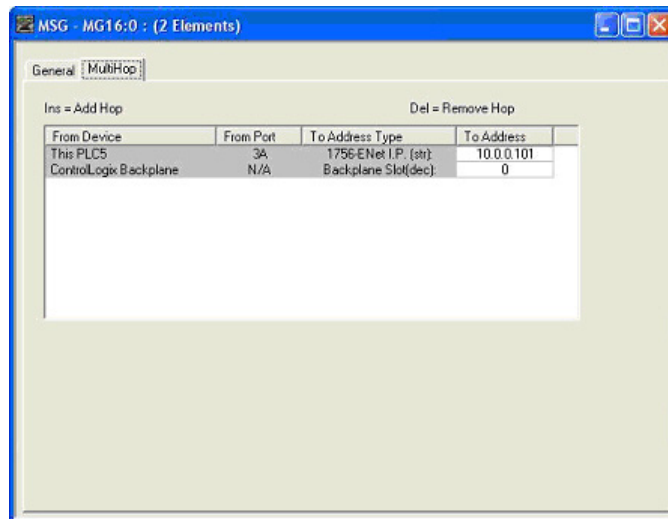 MSG - MG16:0 : (2 Elements)
General MultiHop
Ins = Add Hop Del = Remove Hop
From Device From Port To Address Type To Address
This PLC5 3A 1756-ENet I.P. (str): 10.0.0.101
ControlLogix Backplane N/A Backplane Slot(dec): 0